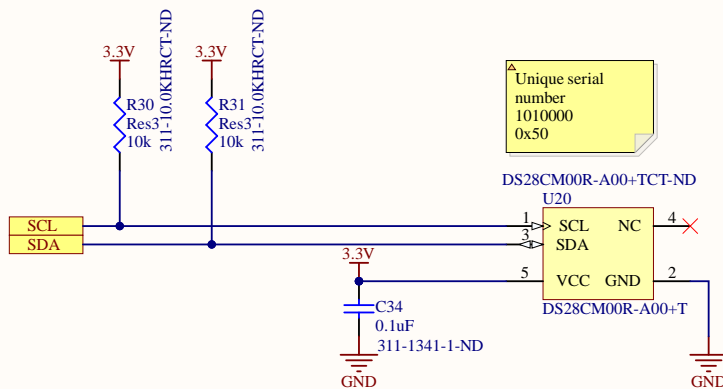 3.3V
3.3V
R30
Res3
10k
311-10.0KHRCT-ND
R31
Res3
10k
311-10.0KHRCT-ND
Unique serial
number
1010000
0x50
DS28CM00R-A00+TCT-ND
U20
SCL
SDA
1
SCL
NC
4
3
SDA
3.3V
5
VCC
GND
2
DS28CM00R-A00+T
C34
0.1uF
311-1341-1-ND
GND
GND